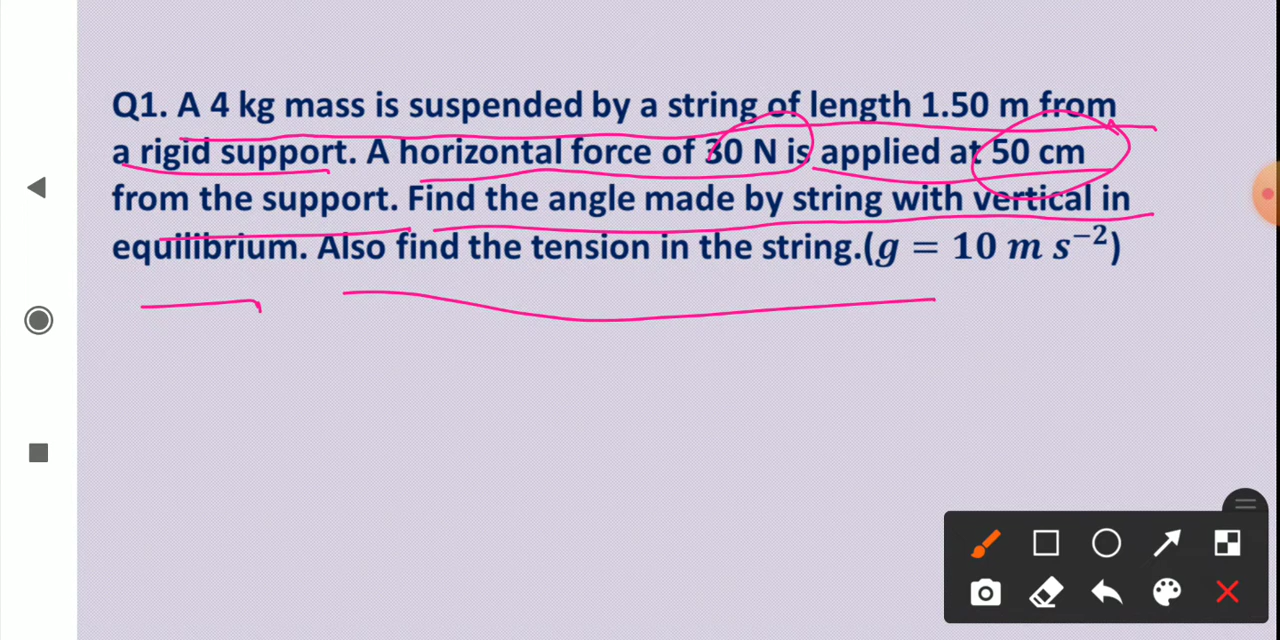 Q1. A 4 kg mass is suspended by a string of length 1.50 m from
a rigid support. A horizontal force of 30 N is applied at 50 cm
from the support. Find the angle made by string with vertical in
equilibrium. Also find the tension in the string.(g = 10 m s⁻²)